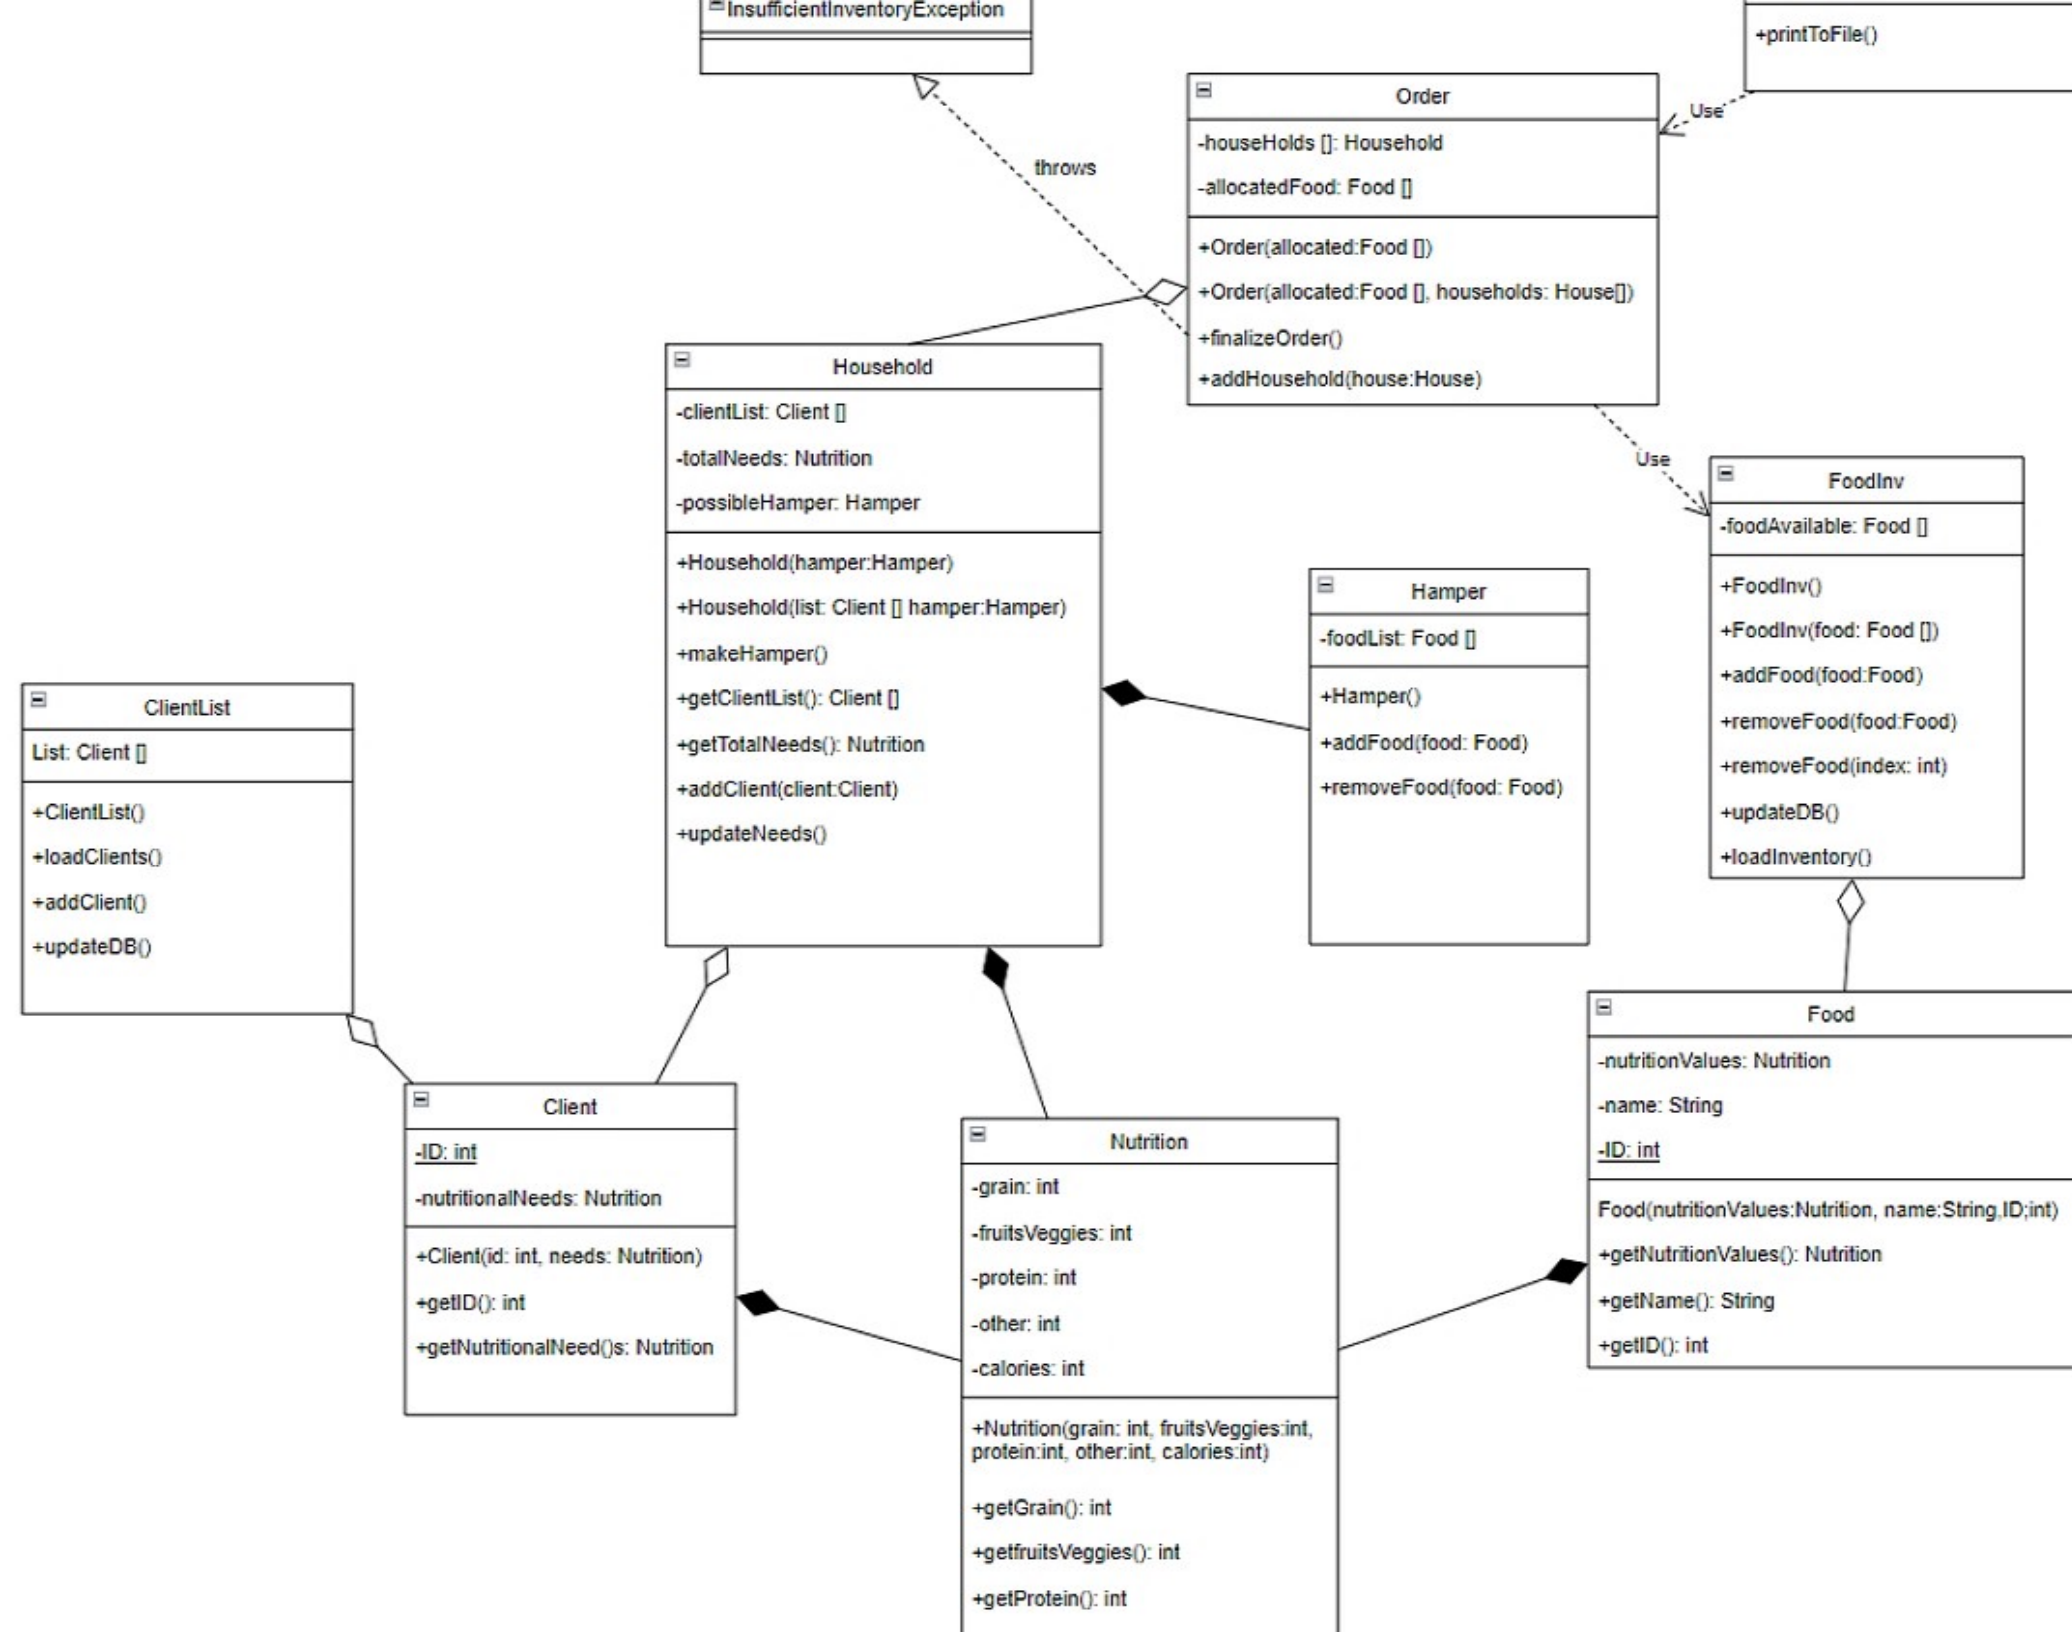 InsufficientInventoryException
+printToFile()
Use
throws
Order
-houseHolds []: Household
-allocatedFood: Food []
+Order(allocated:Food [])
+Order(allocated:Food [], households: House[])
+finalizeOrder()
+addHousehold(house:House)
Use
Household
-clientList: Client []
-totalNeeds: Nutrition
-possibleHamper: Hamper
+Household(hamper:Hamper)
+Household(list: Client [] hamper:Hamper)
+makeHamper()
+getClientList(): Client []
+getTotalNeeds(): Nutrition
+addClient(client:Client)
+updateNeeds()
FoodInv
-foodAvailable: Food []
+FoodInv()
+FoodInv(food: Food [])
+addFood(food:Food)
+removeFood(food:Food)
+removeFood(index: int)
+updateDB()
+loadInventory()
Hamper
-foodList: Food []
+Hamper()
+addFood(food: Food)
+removeFood(food: Food)
ClientList
List: Client []
+ClientList()
+loadClients()
+addClient()
+updateDB()
Client
-ID: int
-nutritionalNeeds: Nutrition
+Client(id: int, needs: Nutrition)
+getID(): int
+getNutritionalNeed()s: Nutrition
Nutrition
-grain: int
-fruitsVeggies: int
-protein: int
-other: int
-calories: int
+Nutrition(grain: int, fruitsVeggies:int,
protein:int, other:int, calories:int)
+getGrain(): int
+getfruitsVeggies(): int
+getProtein(): int
Food
-nutritionValues: Nutrition
-name: String
-ID: int
Food(nutritionValues:Nutrition, name:String,ID;int)
+getNutritionValues(): Nutrition
+getName(): String
+getID(): int